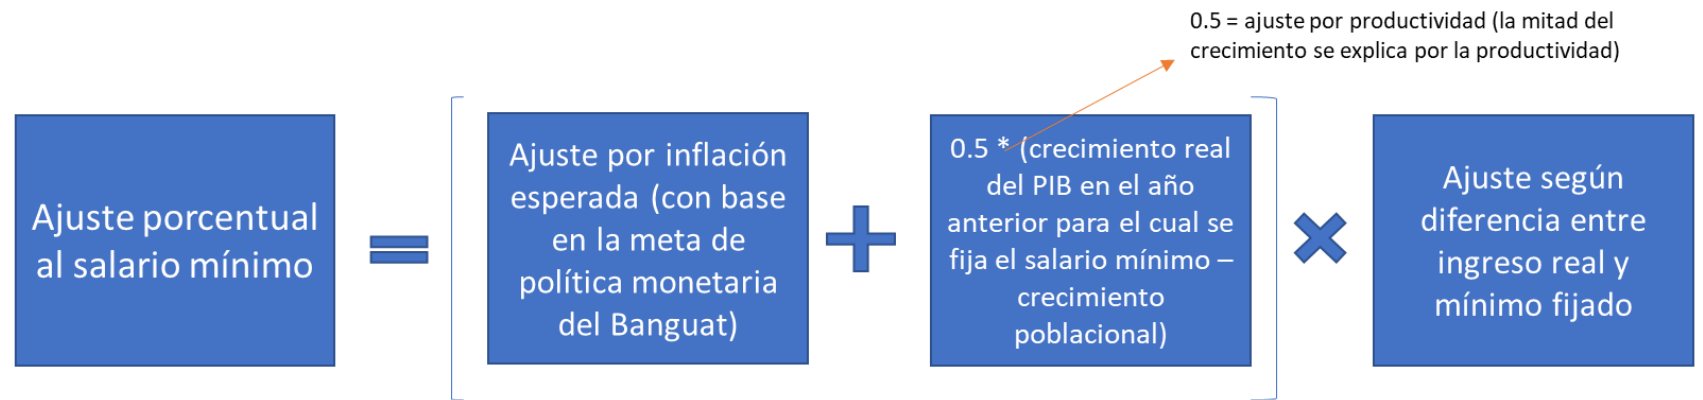 0.5 = ajuste por productividad (la mitad del
crecimiento se explica por la productividad)
Ajuste porcentual
al salario mínimo
=
Ajuste por inflación
esperada (con base
en la meta de
política monetaria
del Banguat)
+
0.5 * (crecimiento real
del PIB en el año
anterior para el cual se
fija el salario mínimo –
crecimiento
poblacional)
×
Ajuste según
diferencia entre
ingreso real y
mínimo fijado